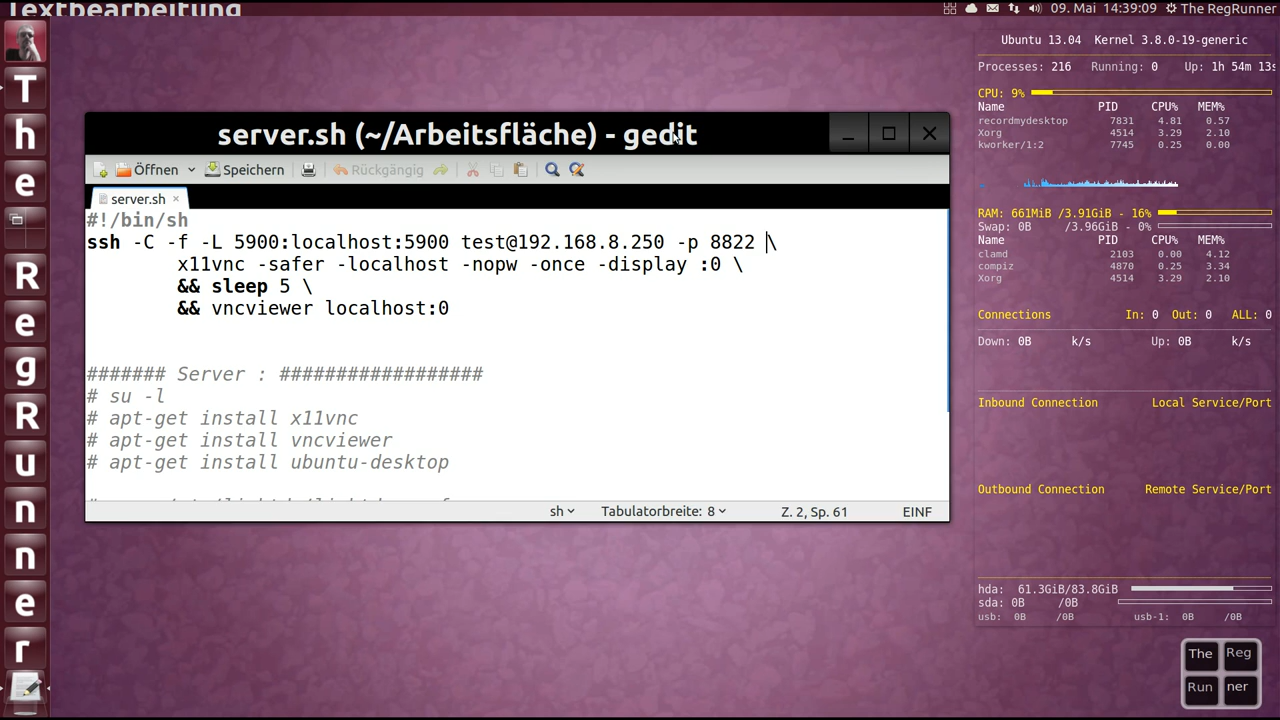 Textbearbeitung
09. Mai 14:39:09 The RegRunner
T
h
e
R
e
g
R
u
n
n
e
r
server.sh (~/Arbeitsfläche) - gedit
Öffnen Speichern Rückgängig
server.sh ×
#!/bin/sh
ssh -C -f -L 5900:localhost:5900 test@192.168.8.250 -p 8822 \
x11vnc -safer -localhost -nopw -once -display :0 \
&& sleep 5 \
&& vncviewer localhost:0
####### Server : ##################
# su -l
# apt-get install x11vnc
# apt-get install vncviewer
# apt-get install ubuntu-desktop
sh Tabulatorbreite: 8 Z. 2, Sp. 61 EINF
Ubuntu 13.04 Kernel 3.8.0-19-generic
Processes: 216 Running: 0 Up: 1h 54m 13s
CPU: 9%
Name PID CPU% MEM%
recordmydesktop 7831 4.81 0.57
Xorg 4514 3.29 2.10
kworker/1:2 7745 0.25 0.00
RAM: 661MiB /3.91GiB - 16%
Swap: 0B /3.96GiB - 0%
Name PID CPU% MEM%
clamd 2103 0.00 4.12
compiz 4870 0.25 3.34
Xorg 4514 3.29 2.10
Connections In: 0 Out: 0 ALL: 0
Down: 0B k/s Up: 0B k/s
Inbound Connection Local Service/Port
Outbound Connection Remote Service/Port
hda: 61.3GiB/83.8GiB
sda: 0B /0B
usb: 0B /0B usb-1: 0B /0B
The Reg
Run ner